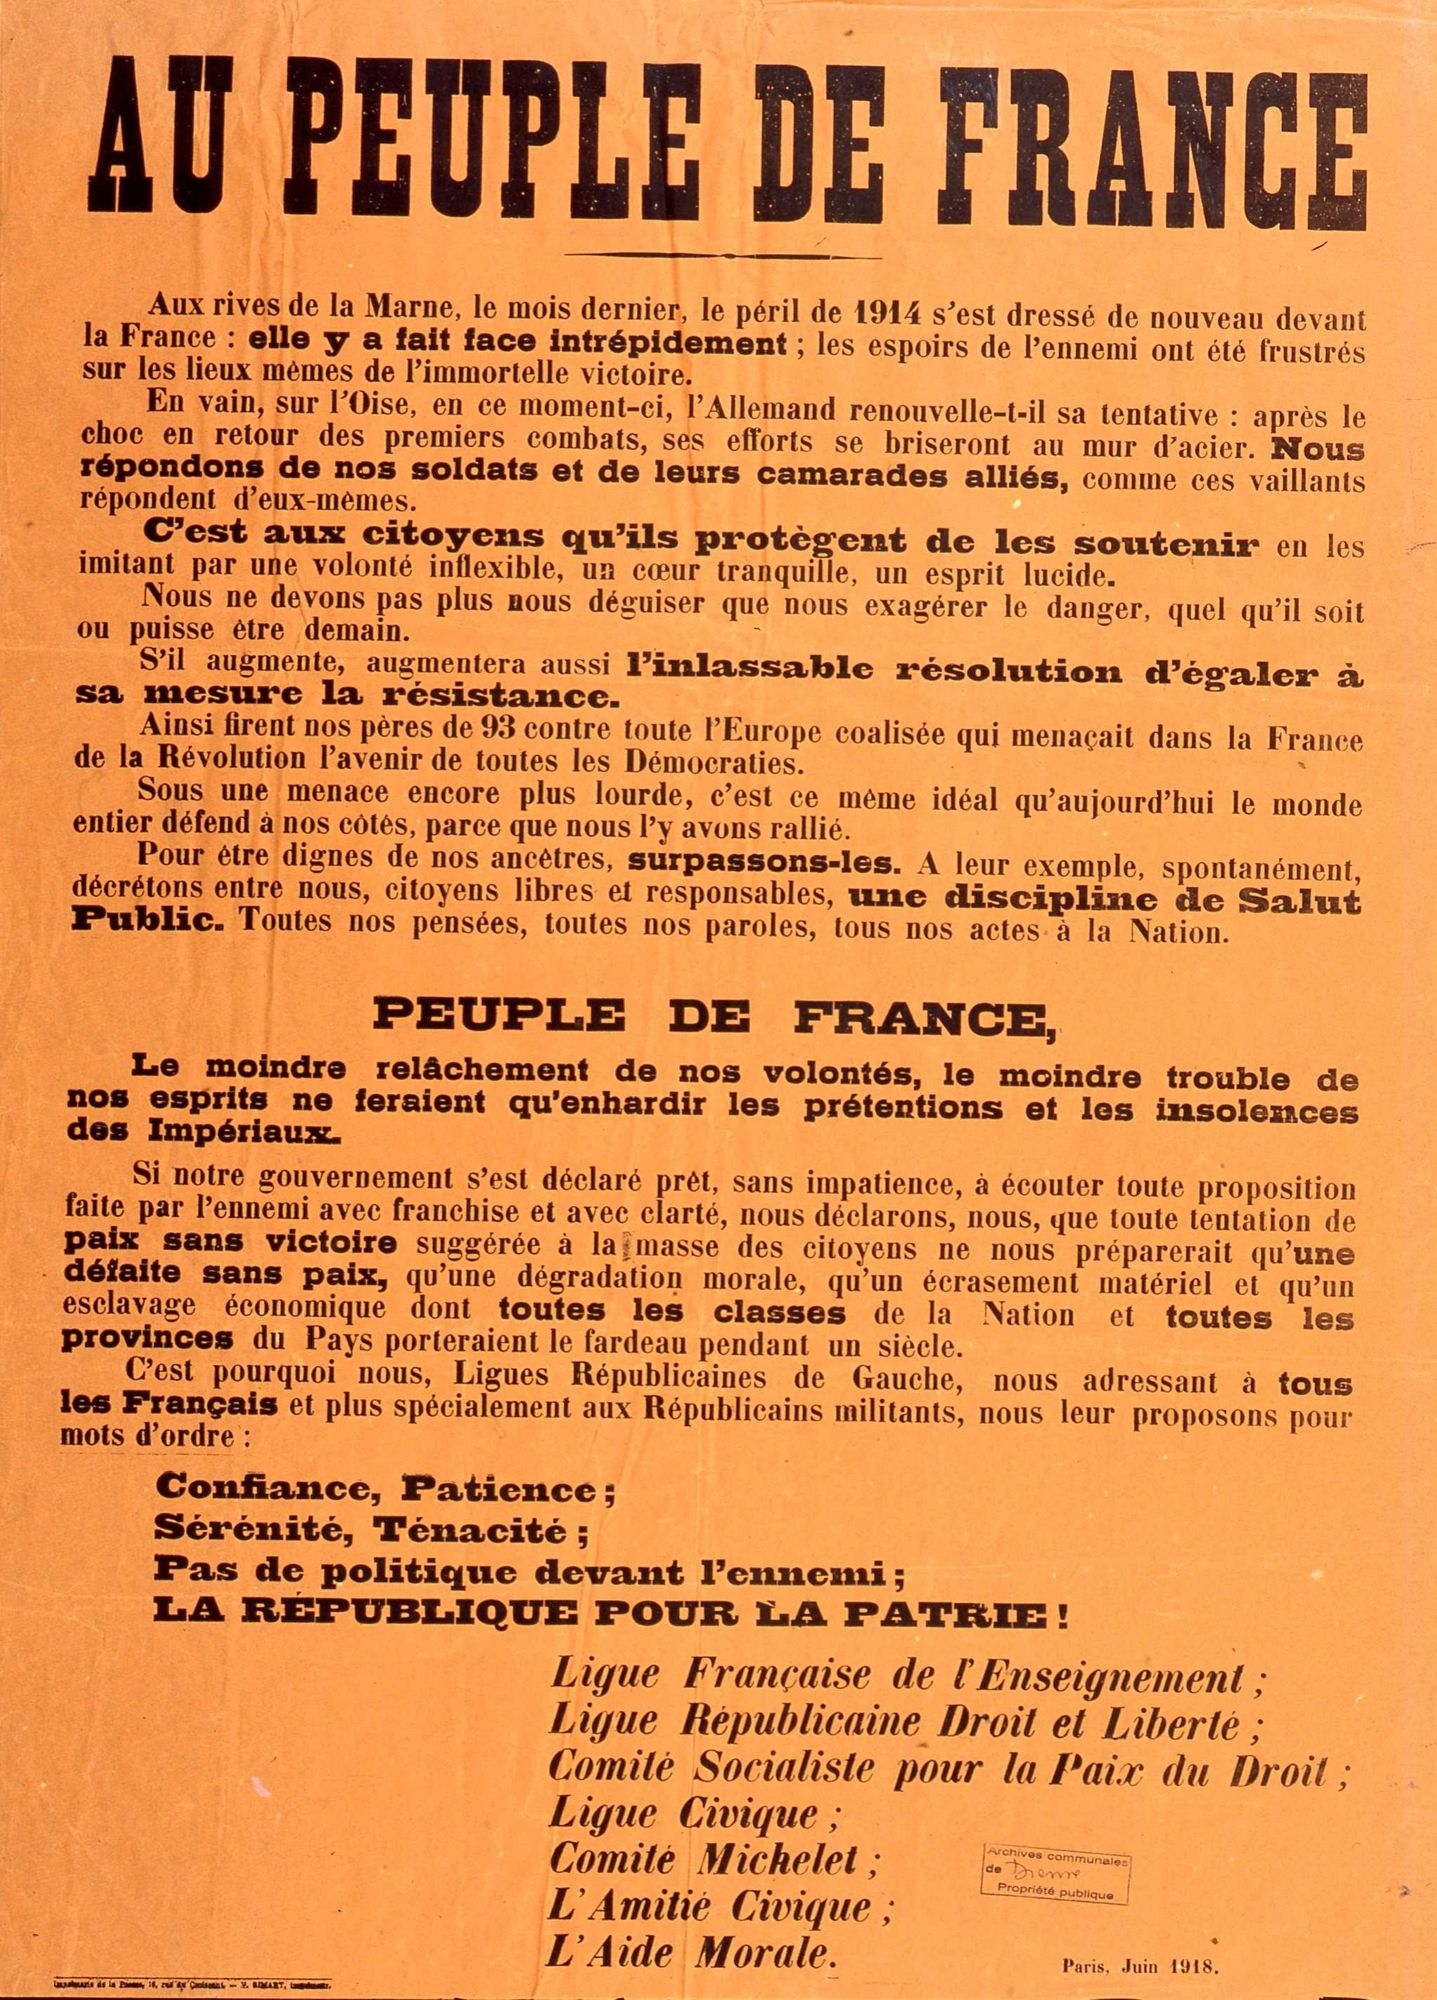 AU PEUPLE DE FRANCE
Aux rives de la Marne, le mois dernier, le péril de 1914 s'est dressé de nouveau devant
la France : elle y a fait face intrépidement ; les espoirs de l'ennemi ont été frustrés
sur les lieux mêmes de l'immortelle victoire.
En vain, sur l'Oise, en ce moment-ci, l'Allemand renouvelle-t-il sa tentative : après le
choc en retour des premiers combats, ses efforts se briseront au mur d'acier. Nous
répondons de nos soldats et de leurs camarades alliés, comme ces vaillants
répondent d'eux-mêmes.
C'est aux citoyens qu'ils protègent de les soutenir en les
imitant par une volonté inflexible, un cœur tranquille, un esprit lucide.
Nous ne devons pas plus nous déguiser que nous exagérer le danger, quel qu'il soit
ou puisse être demain.
S'il augmente, augmentera aussi l'inlassable résolution d'égaler à
sa mesure la résistance.
Ainsi firent nos pères de 93 contre toute l'Europe coalisée qui menaçait dans la France
de la Révolution l'avenir de toutes les Démocraties.
Sous une menace encore plus lourde, c'est ce même idéal qu'aujourd'hui le monde
entier défend à nos côtés, parce que nous l'y avons rallié.
Pour être dignes de nos ancêtres, surpassons-les. A leur exemple, spontanément,
décrétons entre nous, citoyens libres et responsables, une discipline de Salut
Public. Toutes nos pensées, toutes nos paroles, tous nos actes à la Nation.
PEUPLE DE FRANCE,
Le moindre relâchement de nos volontés, le moindre trouble de
nos esprits ne feraient qu'enhardir les prétentions et les insolences
des Impériaux.
Si notre gouvernement s'est déclaré prêt, sans impatience, à écouter toute proposition
faite par l'ennemi avec franchise et avec clarté, nous déclarons, nous, que toute tentation de
paix sans victoire suggérée à la masse des citoyens ne nous préparerait qu'une
défaite sans paix, qu'une dégradation morale, qu'un écrasement matériel et qu'un
esclavage économique dont toutes les classes de la Nation et toutes les
provinces du Pays porteraient le fardeau pendant un siècle.
C'est pourquoi nous, Ligues Républicaines de Gauche, nous adressant à tous
les Français et plus spécialement aux Républicains militants, nous leur proposons pour
mots d'ordre :
Confiance, Patience ;
Sérénité, Ténacité ;
Pas de politique devant l'ennemi ;
LA RÉPUBLIQUE POUR LA PATRIE !
Ligue Française de l'Enseignement ;
Ligue Républicaine Droit et Liberté ;
Comité Socialiste pour la Paix du Droit ;
Ligue Civique ;
Comité Michelet ;
L'Amitié Civique ;
L'Aide Morale.
Archives communales
de
Propriété publique
Paris, Juin 1918.
Imprimerie de la Presse, 16, rue du Croissant. —